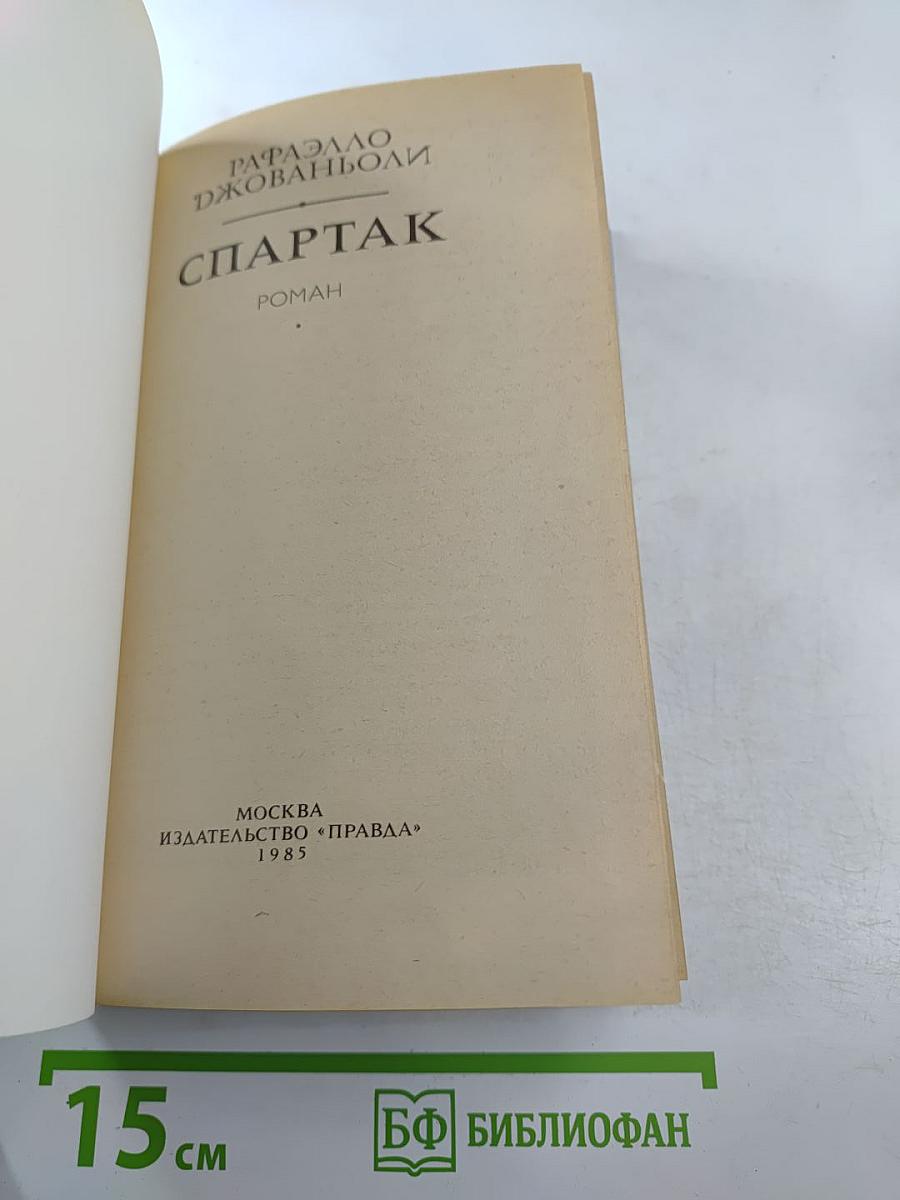 РАФАЭЛЛО
ДЖОВАНЬОЛИ
СПАРТАК
РОМАН
МОСКВА
ИЗДАТЕЛЬСТВО «ПРАВДА»
1985
15 см
БФ БИБЛИОФАН